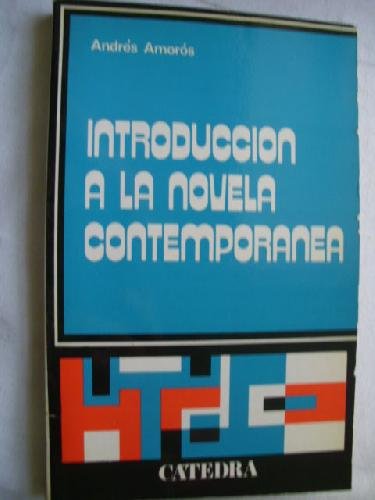 Andrés Amorós
INTRODUCCION
A LA NOVELA
CONTEMPORANEA
CATEDRA